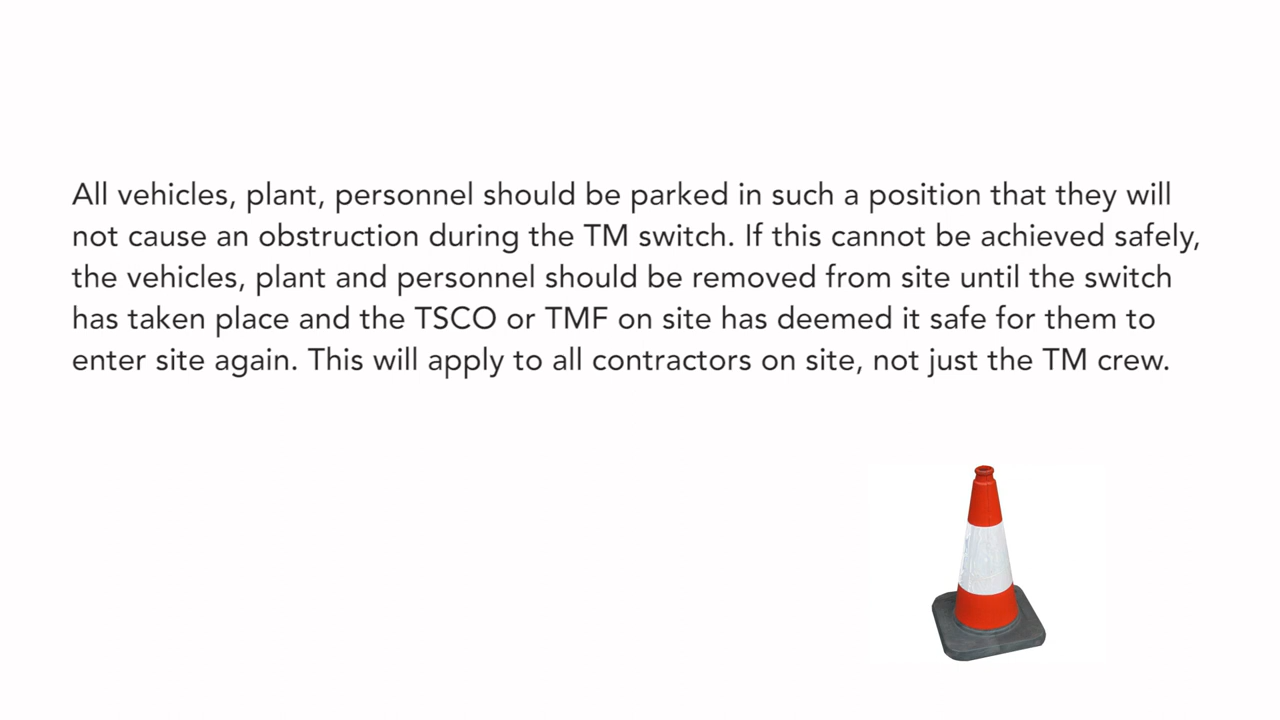 All vehicles, plant, personnel should be parked in such a position that they will
not cause an obstruction during the TM switch. If this cannot be achieved safely,
the vehicles, plant and personnel should be removed from site until the switch
has taken place and the TSCO or TMF on site has deemed it safe for them to
enter site again. This will apply to all contractors on site, not just the TM crew.